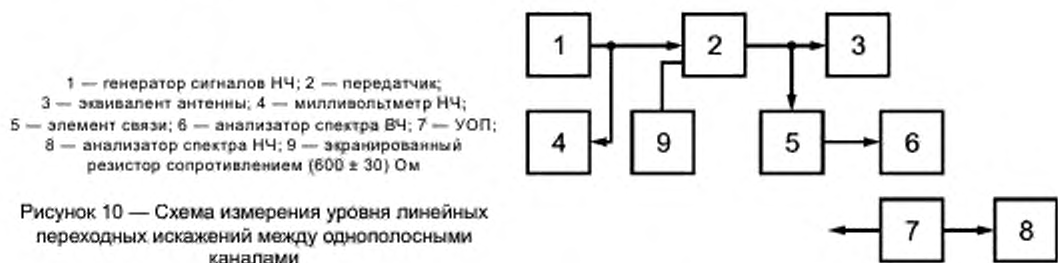 1 — генератор сигналов НЧ; 2 — передатчик;
3 — эквивалент антенны; 4 — милливольтметр НЧ;
5 — элемент связи; 6 — анализатор спектра ВЧ; 7 — УОП;
8 — анализатор спектра НЧ; 9 — экранированный
резистор сопротивлением (600 ± 30) Ом
Рисунок 10 — Схема измерения уровня линейных
переходных искажений между однополосными
каналами
1 2 3
4 9 5 6
7 8